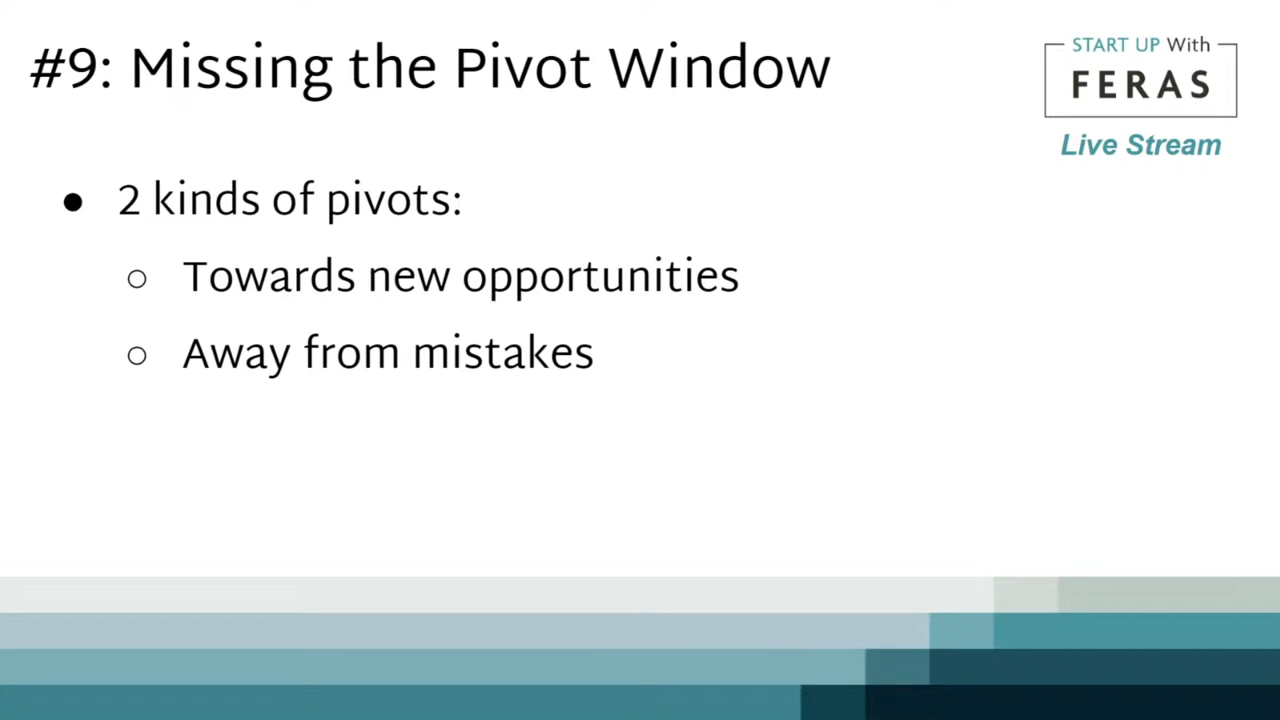 #9: Missing the Pivot Window
START UP With
FERAS
Live Stream
● 2 kinds of pivots:
○ Towards new opportunities
○ Away from mistakes